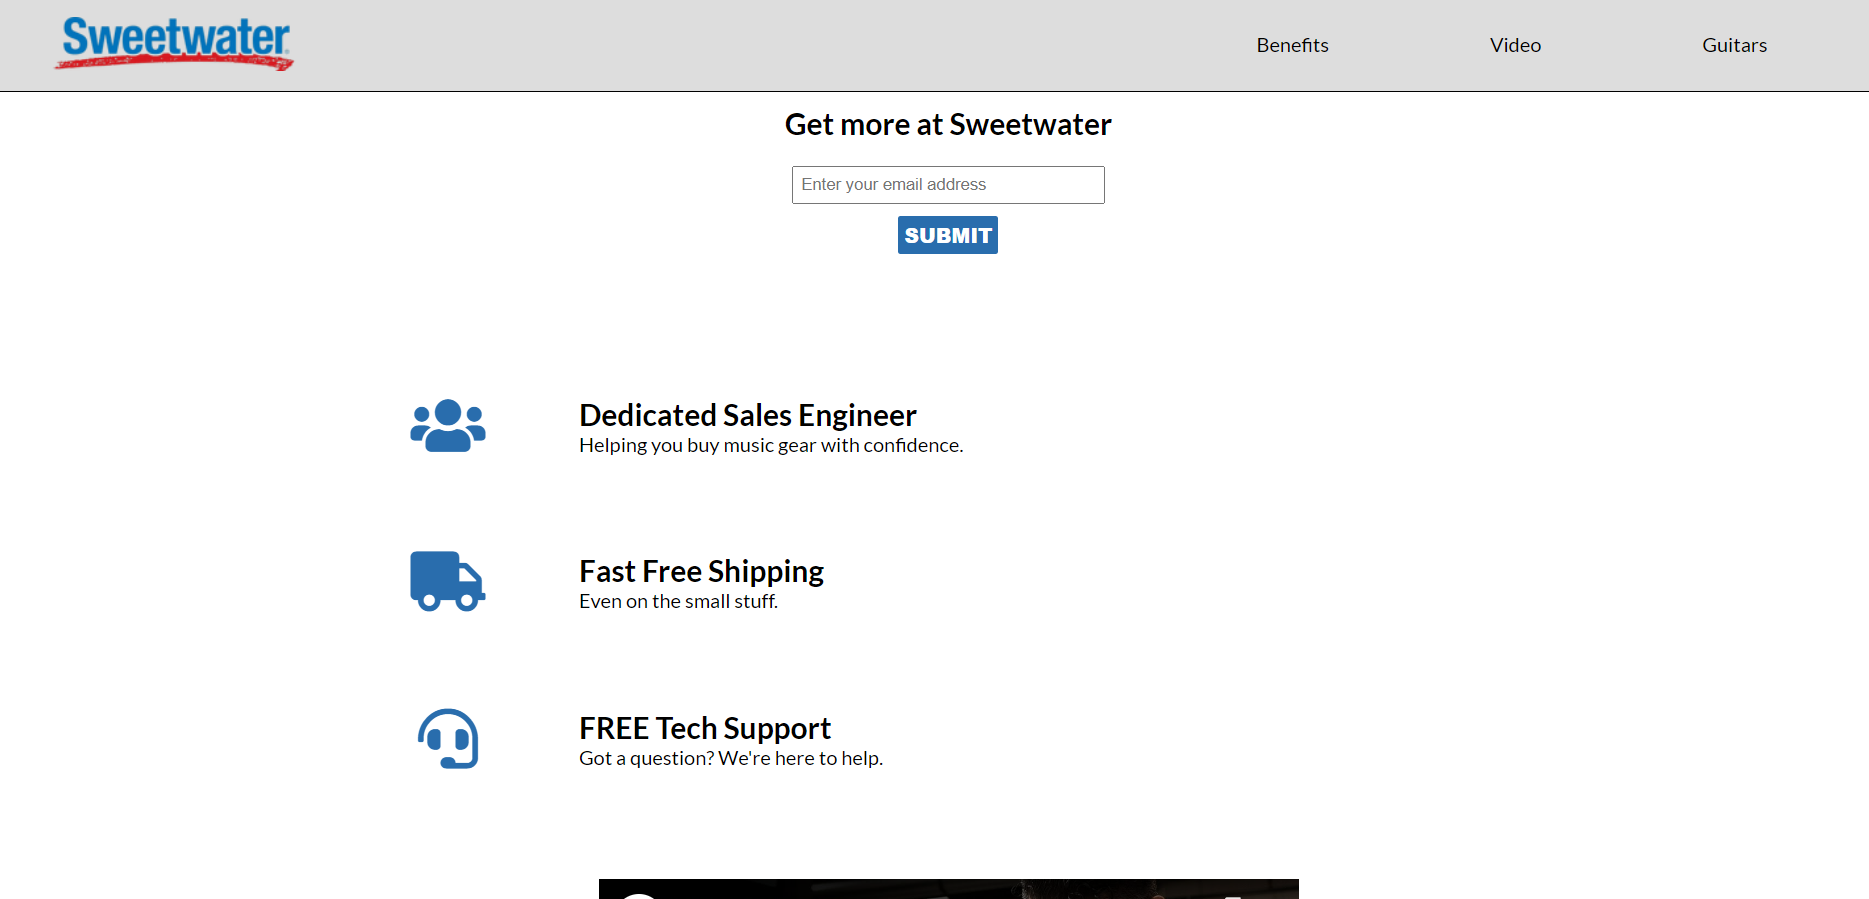 Sweetwater
Benefits
Video
Guitars
Get more at Sweetwater
Enter your email address
SUBMIT
Dedicated Sales Engineer
Helping you buy music gear with confidence.
Fast Free Shipping
Even on the small stuff.
FREE Tech Support
Got a question? We're here to help.